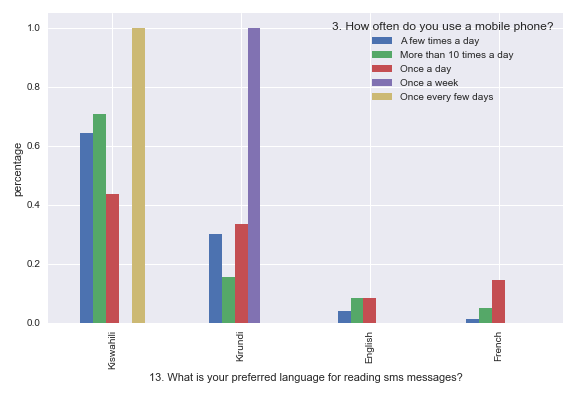 3. How often do you use a mobile phone?
A few times a day
More than 10 times a day
Once a day
Once a week
Once every few days
percentage
1.0
0.8
0.6
0.4
0.2
0.0
Kiswahili
Kirundi
English
French
13. What is your preferred language for reading sms messages?